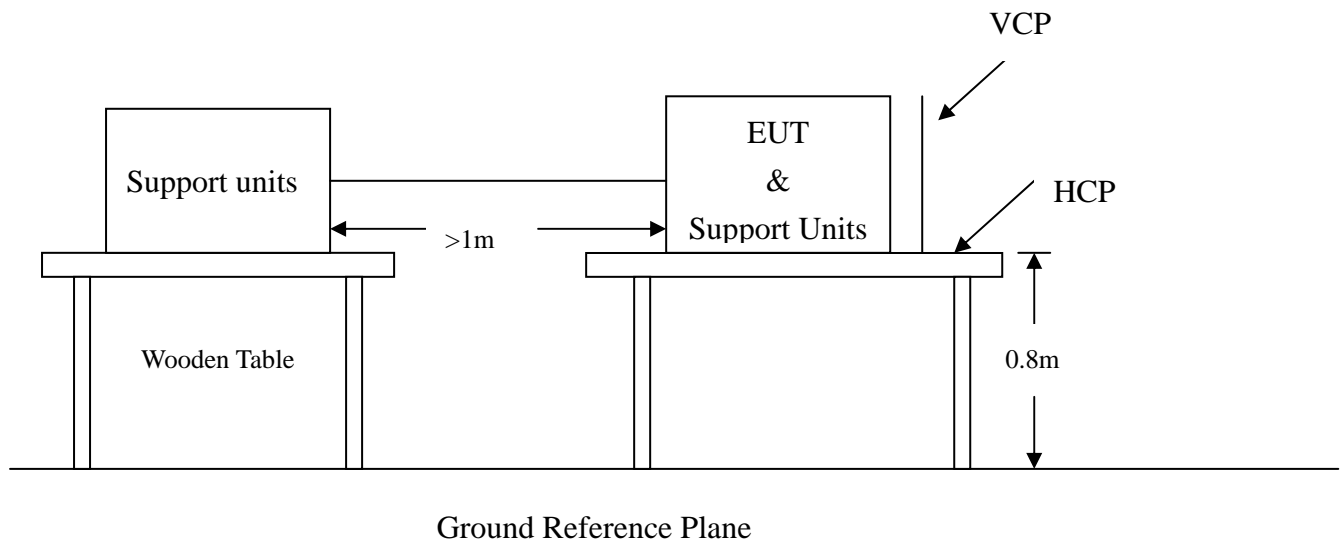 VCP
EUT
&
Support Units
Support units
HCP
>1m
Wooden Table
0.8m
Ground Reference Plane